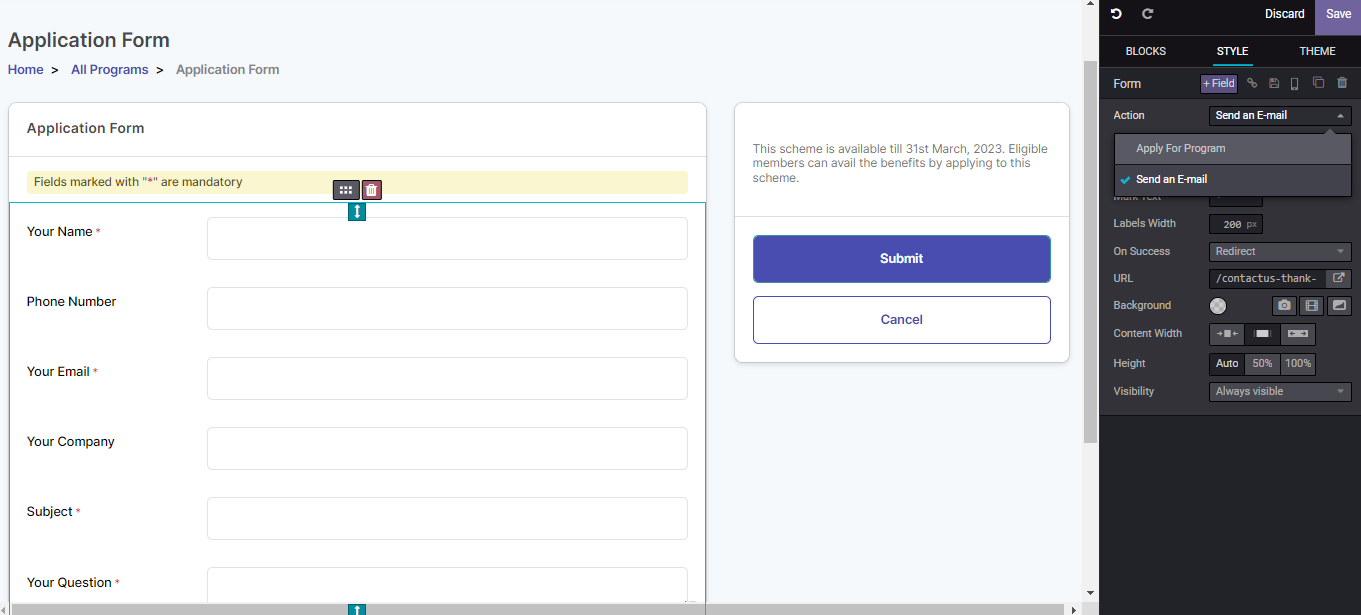 Application Form
Home > All Programs > Application Form
Application Form
Fields marked with "*" are mandatory
Your Name *
Phone Number
Your Email *
Your Company
Subject *
Your Question *
This scheme is available till 31st March, 2023. Eligible
members can avail the benefits by applying to this
scheme.
Submit
Cancel
Discard
Save
BLOCKS
STYLE
THEME
Form
+ Field
Action
Send an E-mail
Apply For Program
Send an E-mail
Mark Text
Labels Width
200 px
On Success
Redirect
URL
/contactus-thank-
Background
Content Width
Height
Auto
50%
100%
Visibility
Always visible